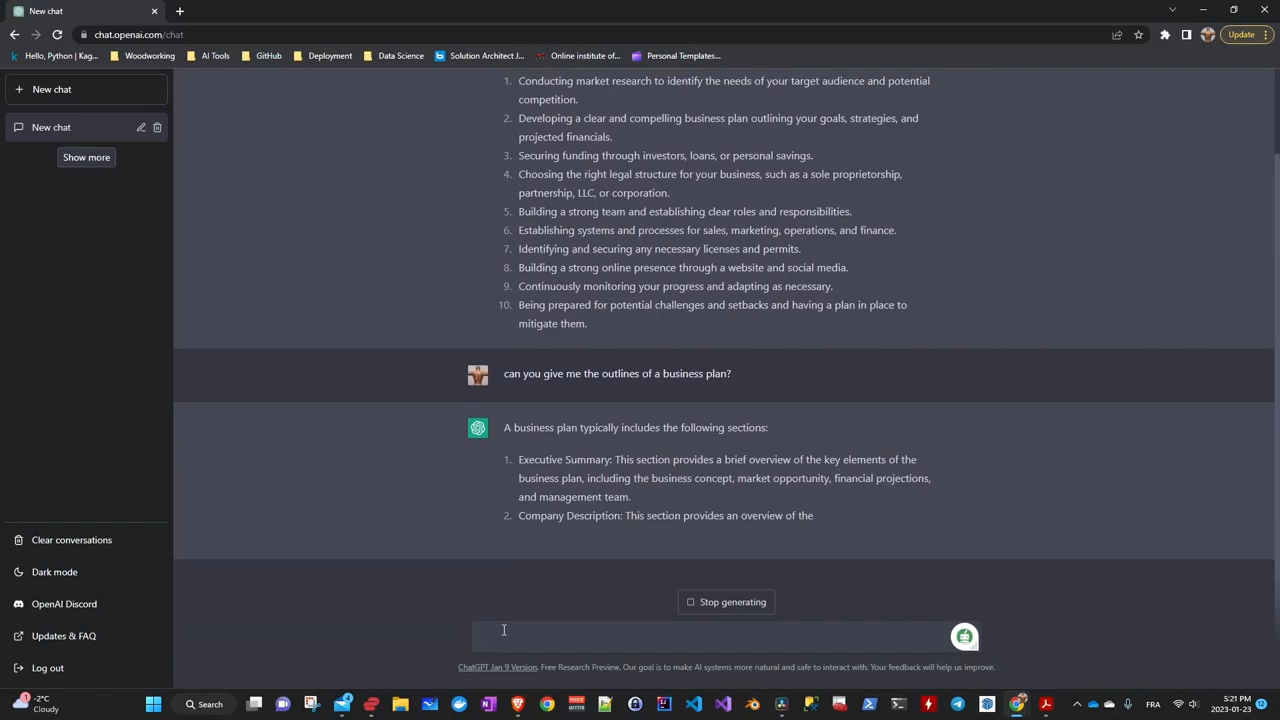 New chat
chat.openai.com/chat
Update
Hello, Python | Kag...
Woodworking
AI Tools
GitHub
Deployment
Data Science
Solution Architect J...
Online institute of...
Personal Templates...
New chat
New chat
Show more
1. Conducting market research to identify the needs of your target audience and potential
competition.
2. Developing a clear and compelling business plan outlining your goals, strategies, and
projected financials.
3. Securing funding through investors, loans, or personal savings.
4. Choosing the right legal structure for your business, such as a sole proprietorship,
partnership, LLC, or corporation.
5. Building a strong team and establishing clear roles and responsibilities.
6. Establishing systems and processes for sales, marketing, operations, and finance.
7. Identifying and securing any necessary licenses and permits.
8. Building a strong online presence through a website and social media.
9. Continuously monitoring your progress and adapting as necessary.
10. Being prepared for potential challenges and setbacks and having a plan in place to
mitigate them.
can you give me the outlines of a business plan?
A business plan typically includes the following sections:
1. Executive Summary: This section provides a brief overview of the key elements of the
business plan, including the business concept, market opportunity, financial projections,
and management team.
2. Company Description: This section provides an overview of the
Clear conversations
Dark mode
OpenAI Discord
Updates & FAQ
Log out
Stop generating
ChatGPT Jan 9 Version. Free Research Preview. Our goal is to make AI systems more natural and safe to interact with. Your feedback will help us improve.
-2°C
Cloudy
Search
FRA
5:21 PM
2023-01-23